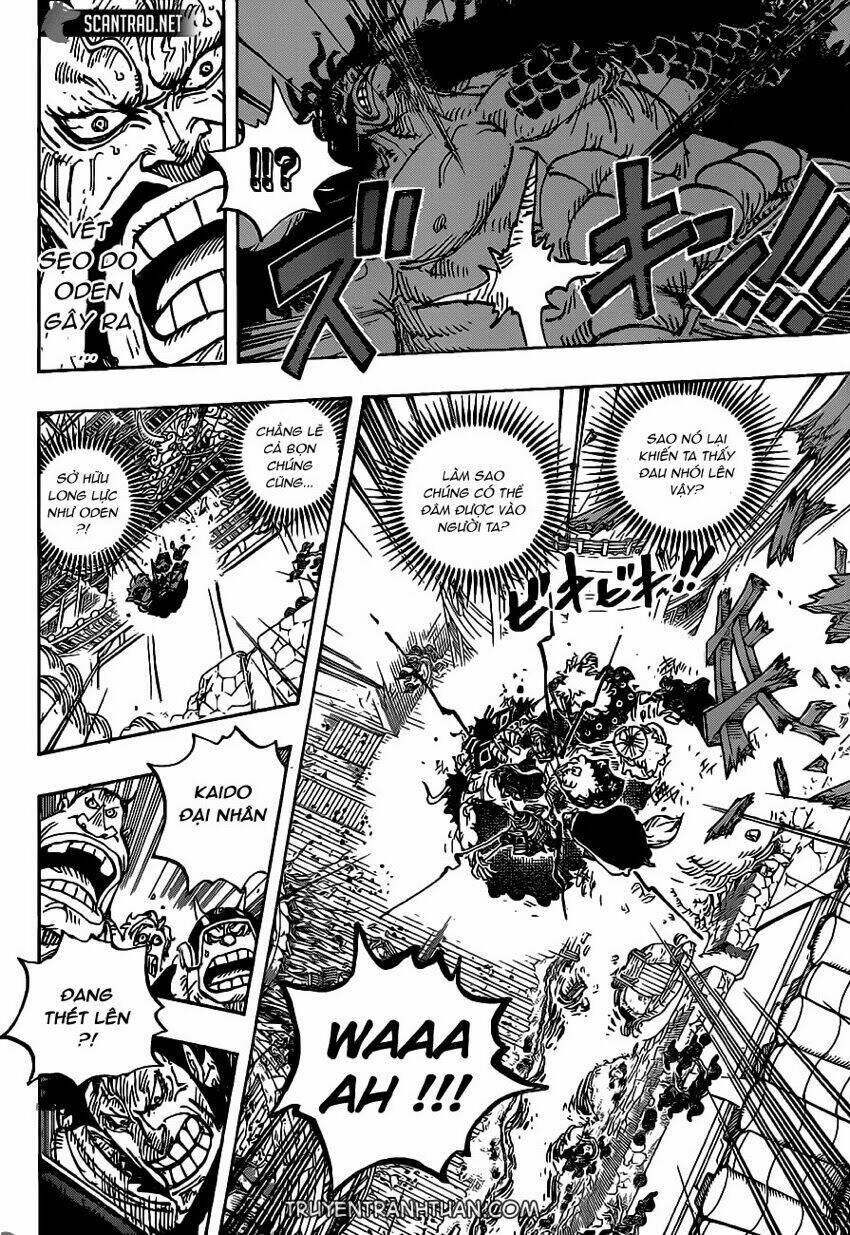 SCANTRAD.NET
!!?
ズキン!!
VẾT
SẸO DO
ODEN
GÂY RA
...
SAO NÓ LẠI
KHIẾN TA THẤY
ĐAU NHÓI LÊN
VẬY?
LÀM SAO
CHÚNG CÓ THỂ
ĐÂM ĐƯỢC VÀO
NGƯỜI TA?
ビキビキ!!
CHẲNG LẼ
CẢ BỌN
CHÚNG
CŨNG...
SỞ HỮU
LONG LỰC
NHƯ ODEN
?!
KAIDO
ĐẠI NHÂN
ĐANG
THÉT LÊN
?!
WAAA
AH !!!
TRUYENTRANHTUAN.COM